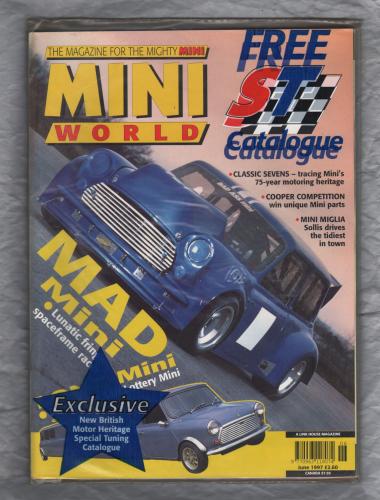 THE MAGAZINE FOR THE MIGHTY MINI
MINI
WORLD
FREE
ST
Catalogue
Catalogue
• CLASSIC SEVENS – tracing Mini's
75-year motoring heritage
• COOPER COMPETITION
win unique Mini parts
• MINI MIGLIA
Sollis drives
the tidiest
in town
MAD
Mini
Lunatic fring
spaceframe rac
Mini
ottery Mini
Exclusive
New British
Motor Heritage
Special Tuning
Catalogue
A LINK HOUSE MAGAZINE
June 1997 £2.60